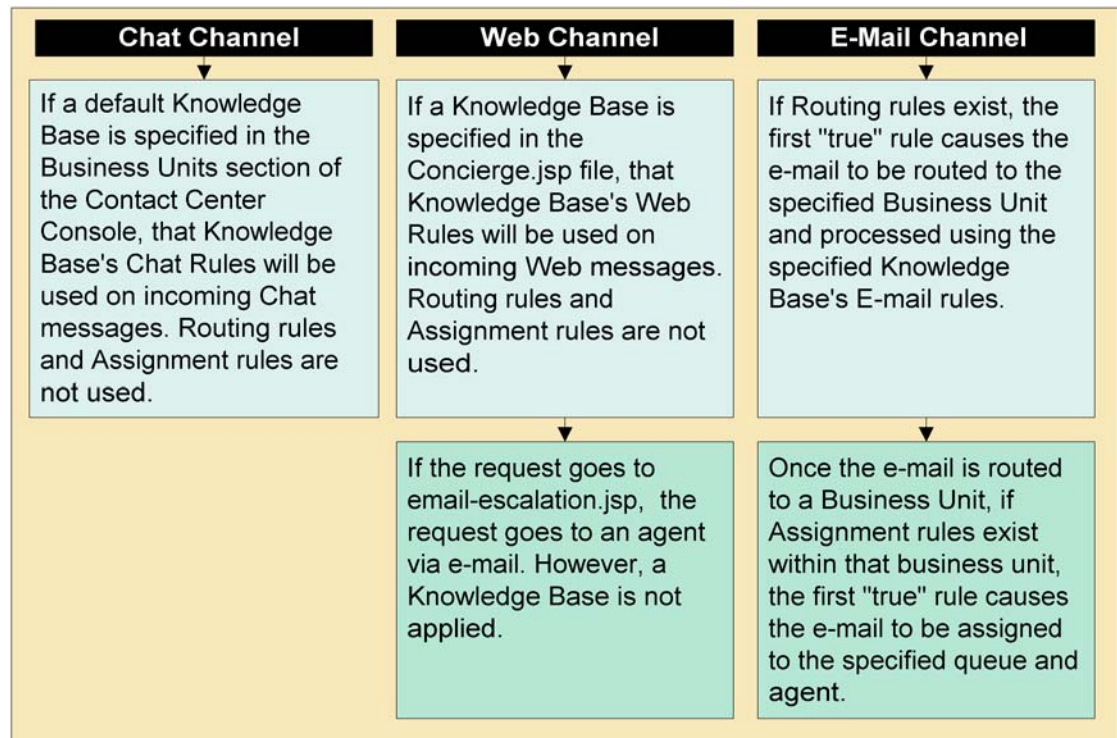 Chat Channel
If a default Knowledge
Base is specified in the
Business Units section of
the Contact Center
Console, that Knowledge
Base's Chat Rules will be
used on incoming Chat
messages. Routing rules
and Assignment rules are
not used.
Web Channel
If a Knowledge Base is
specified in the
Concierge.jsp file, that
Knowledge Base's Web
Rules will be used on
incoming Web messages.
Routing rules and
Assignment rules are not
used.
If the request goes to
email-escalation.jsp, the
request goes to an agent
via e-mail. However, a
Knowledge Base is not
applied.
E-Mail Channel
If Routing rules exist, the
first "true" rule causes the
e-mail to be routed to the
specified Business Unit
and processed using the
specified Knowledge
Base's E-mail rules.
Once the e-mail is routed
to a Business Unit, if
Assignment rules exist
within that business unit,
the first "true" rule causes
the e-mail to be assigned
to the specified queue and
agent.